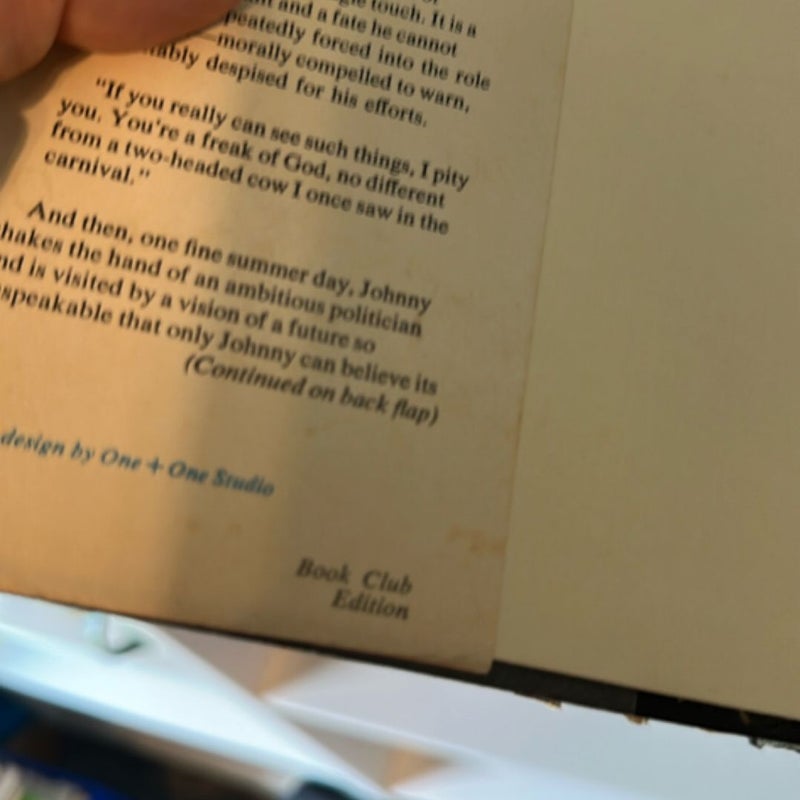 touch. It is a
and a fate he cannot
peatedly forced into the role
—morally compelled to warn,
tably despised for his efforts.
"If you really can see such things, I pity
you. You're a freak of God, no different
from a two-headed cow I once saw in the
carnival."
And then, one fine summer day, Johnny
hakes the hand of an ambitious politician
nd is visited by a vision of a future so
speakable that only Johnny can believe its
(Continued on back flap)
design by One + One Studio
Book Club
Edition